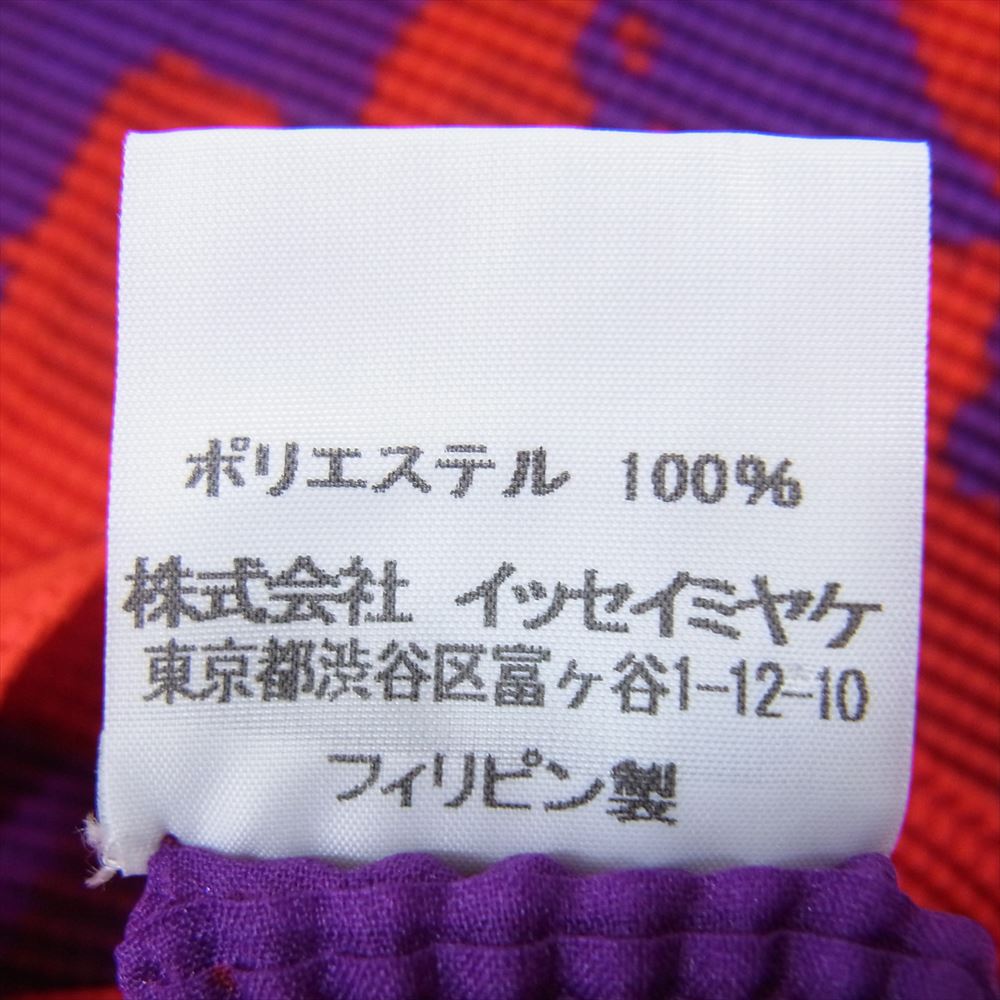 ポリエステル 100%
株式会社 イッセイミヤケ
東京都渋谷区富ヶ谷1-12-10
フィリピン製